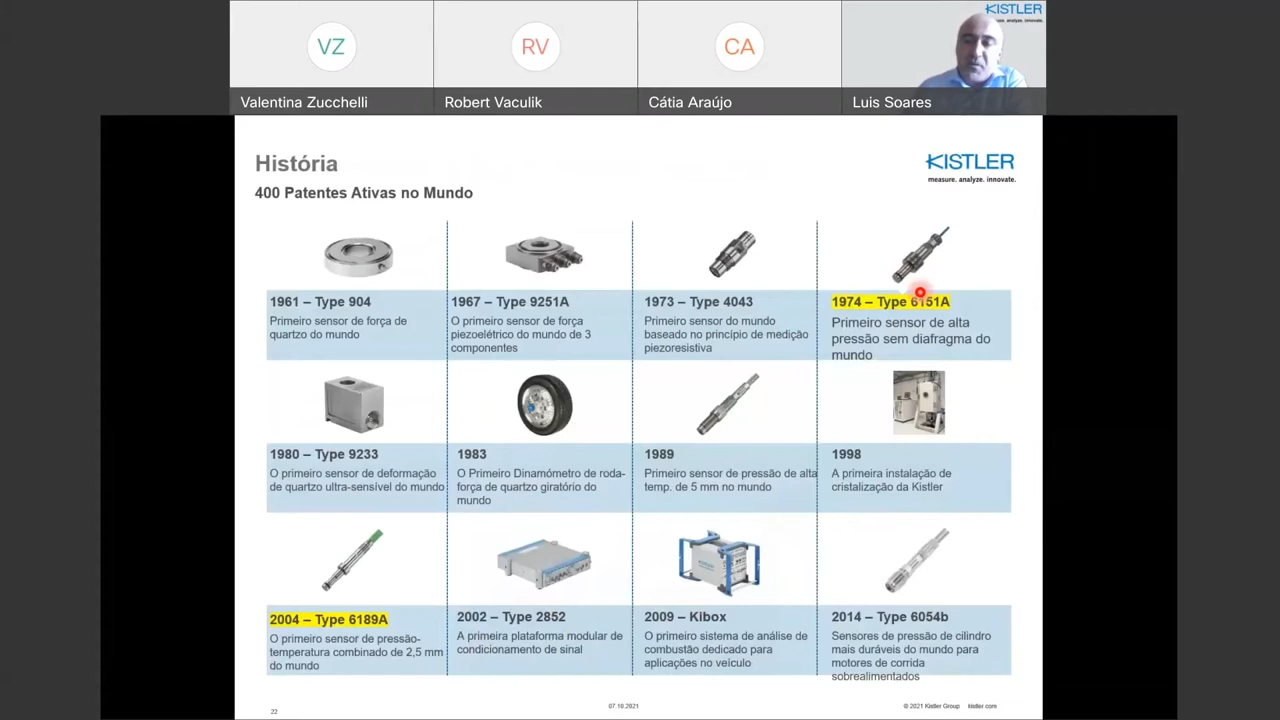 VZ
RV
CA
KISTLER
Valentina Zucchelli
Robert Vaculik
Cátia Araújo
Luis Soares
História
KISTLER
400 Patentes Ativas no Mundo
measure. analyze. innovate.
1961 – Type 904
Primeiro sensor de força de
quartzo do mundo
1967 – Type 9251A
O primeiro sensor de força
piezoelétrico do mundo de 3
componentes
1973 – Type 4043
Primeiro sensor do mundo
baseado no princípio de medição
piezoresistiva
1974 – Type 6151A
Primeiro sensor de alta
pressão sem diafragma do
mundo
1980 – Type 9233
O primeiro sensor de deformação
de quartzo ultra-sensível do mundo
1983
O Primeiro Dinamómetro de roda-
força de quartzo giratório do
mundo
1989
Primeiro sensor de pressão de alta
temp. de 5 mm no mundo
1998
A primeira instalação de
cristalização da Kistler
2004 – Type 6189A
O primeiro sensor de pressão-
temperatura combinado de 2,5 mm
do mundo
2002 – Type 2852
A primeira plataforma modular de
condicionamento de sinal
2009 – Kibox
O primeiro sistema de análise de
combustão dedicado para
aplicações no veículo
2014 – Type 6054b
Sensores de pressão de cilindro
mais duráveis do mundo para
motores de corrida
sobrealimentados
22
07.10.2021
© 2021 Kistler Group kistler.com